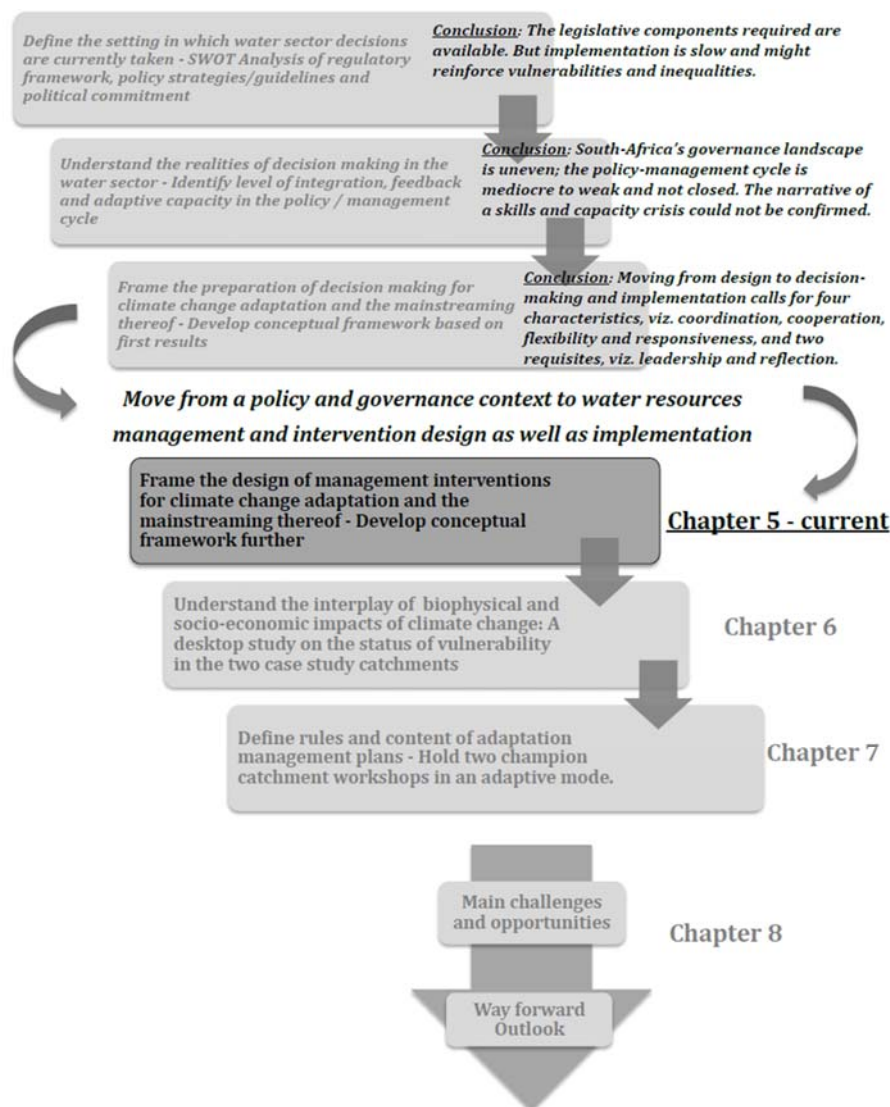 Define the setting in which water sector decisions
are currently taken - SWOT Analysis of regulatory
framework, policy strategies/guidelines and
political commitment
Conclusion: The legislative components required are
available. But implementation is slow and might
reinforce vulnerabilities and inequalities.
Understand the realities of decision making in the
water sector - Identify level of integration, feedback
and adaptive capacity in the policy / management
cycle
Conclusion: South-Africa's governance landscape
is uneven; the policy-management cycle is
mediocre to weak and not closed. The narrative of
a skills and capacity crisis could not be confirmed.
Frame the preparation of decision making for
climate change adaptation and the mainstreaming
thereof - Develop conceptual framework based on
first results
Conclusion: Moving from design to decision-
making and implementation calls for four
characteristics, viz. coordination, cooperation,
flexibility and responsiveness, and two
requisites, viz. leadership and reflection.
Move from a policy and governance context to water resources
management and intervention design as well as implementation
Frame the design of management interventions
for climate change adaptation and the
mainstreaming thereof - Develop conceptual
framework further
Chapter 5 - current
Understand the interplay of biophysical and
socio-economic impacts of climate change: A
desktop study on the status of vulnerability
in the two case study catchments
Chapter 6
Define rules and content of adaptation
management plans - Hold two champion
catchment workshops in an adaptive mode.
Chapter 7
Main challenges
and opportunities
Chapter 8
Way forward
Outlook